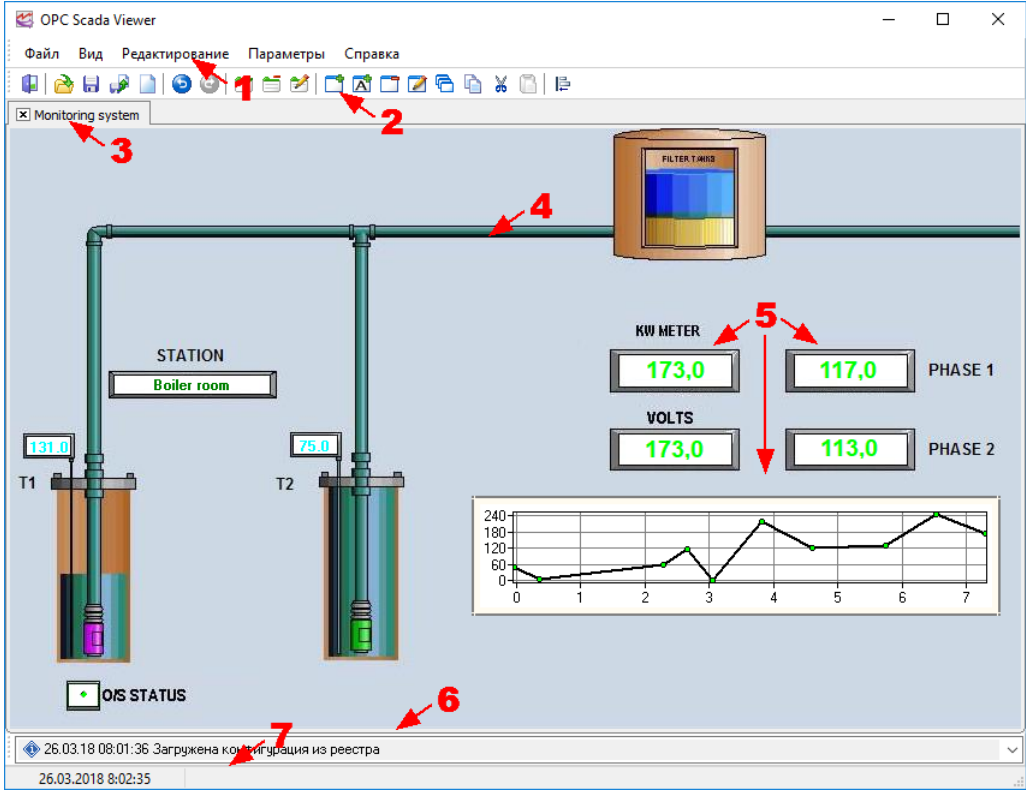 OPC Scada Viewer
Файл Вид Редактирование Параметры Справка
1
2
Monitoring system
3
FILTER TANKS
4
5
KW METER
STATION
173,0 117,0 PHASE 1
Boiler room
VOLTS
131.0 75.0 173,0 113,0 PHASE 2
T1 T2
240
180
120
60
0
0 1 2 3 4 5 6 7
O/S STATUS
6
7
26.03.18 08:01:36 Загружена конфигурация из реестра
26.03.2018 8:02:35